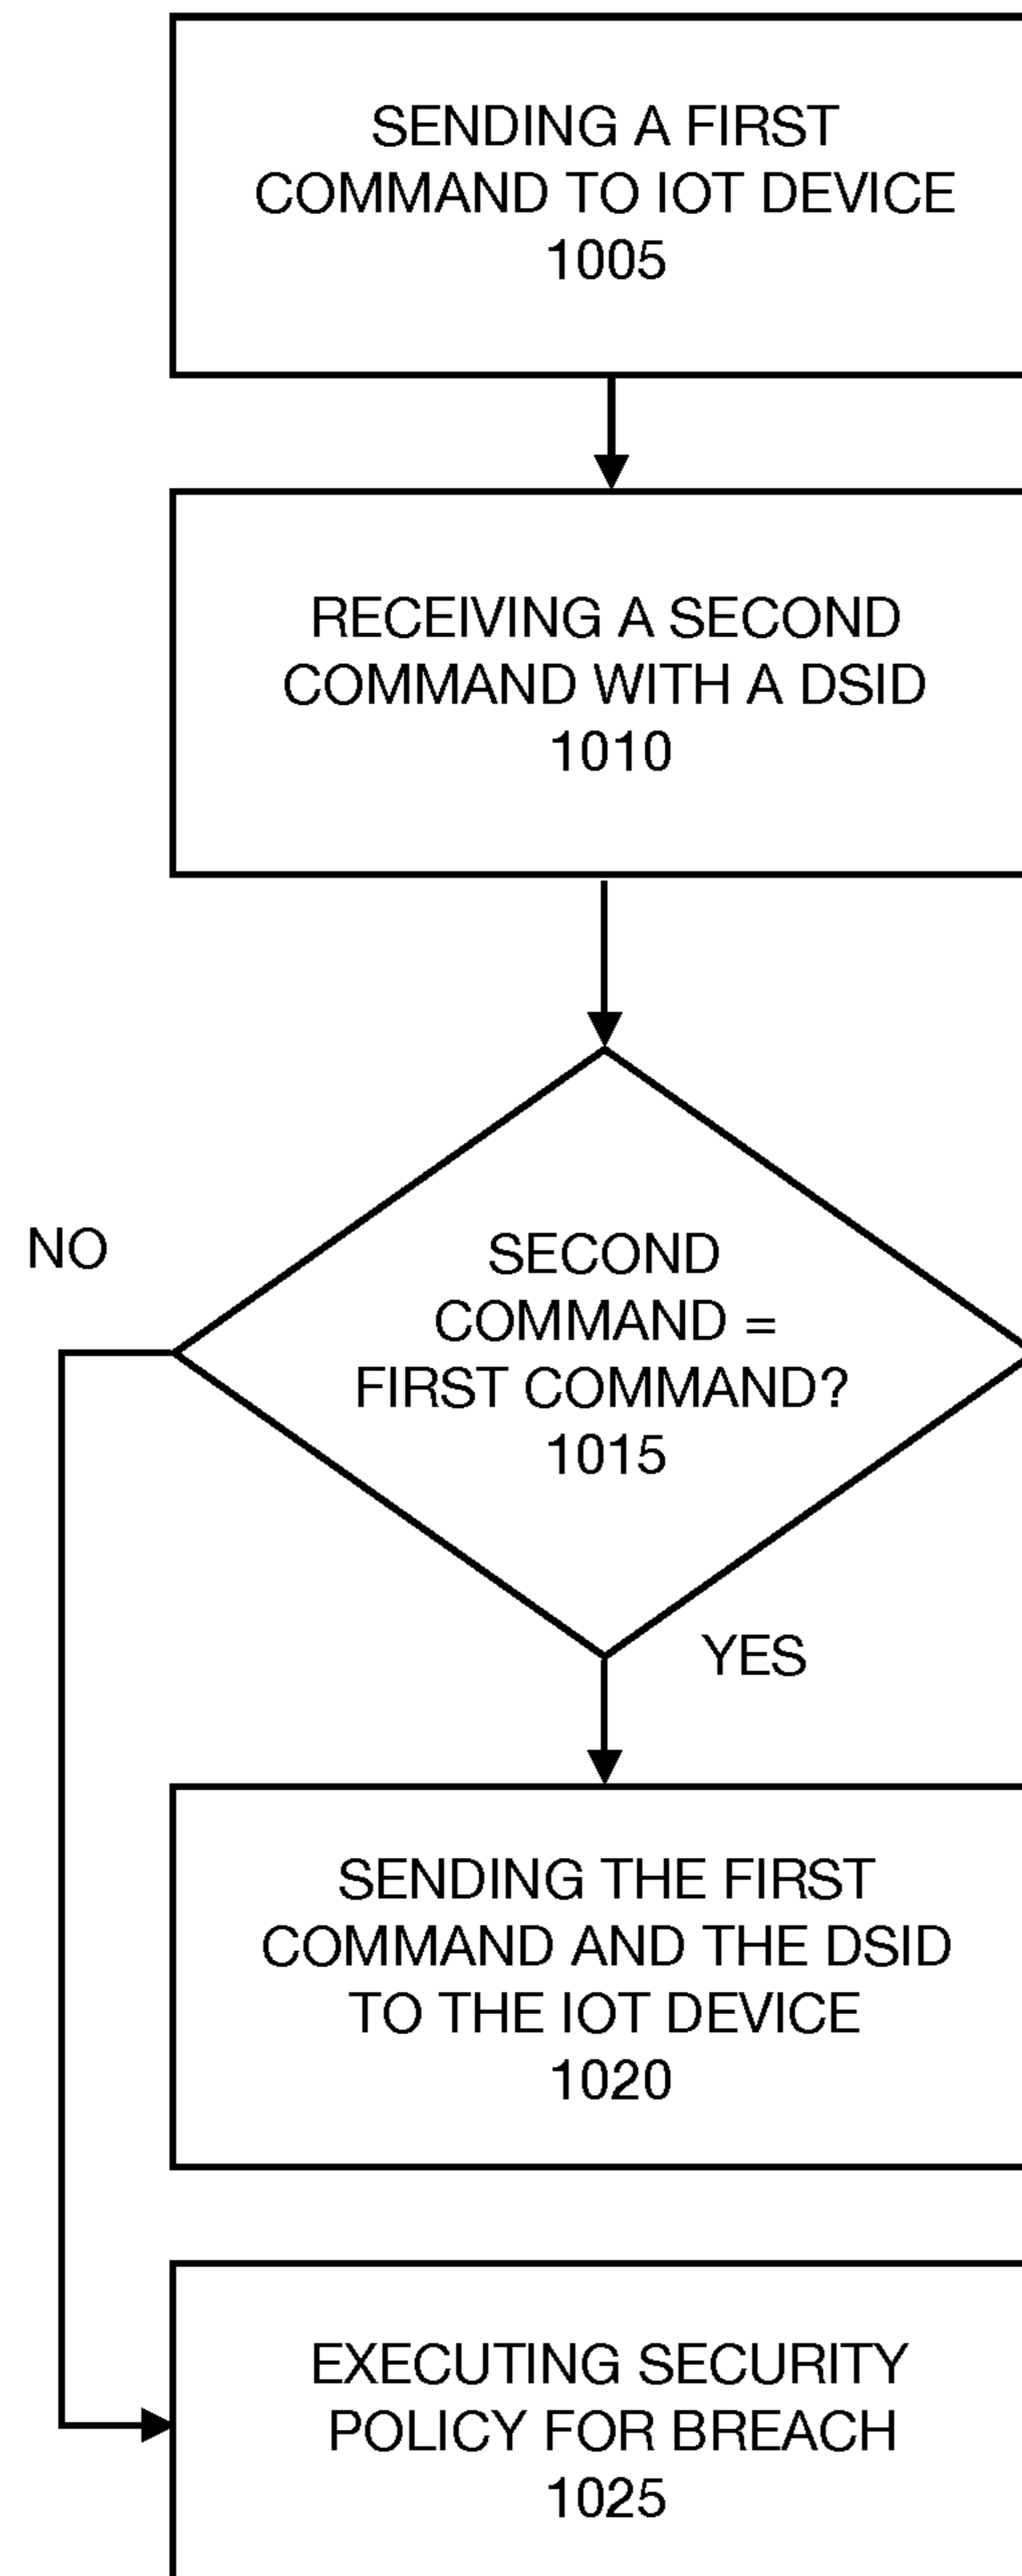 SENDING A FIRST
COMMAND TO IOT DEVICE
1005
RECEIVING A SECOND
COMMAND WITH A DSID
1010
NO
SECOND
COMMAND =
FIRST COMMAND?
1015
YES
SENDING THE FIRST
COMMAND AND THE DSID
TO THE IOT DEVICE
1020
EXECUTING SECURITY
POLICY FOR BREACH
1025